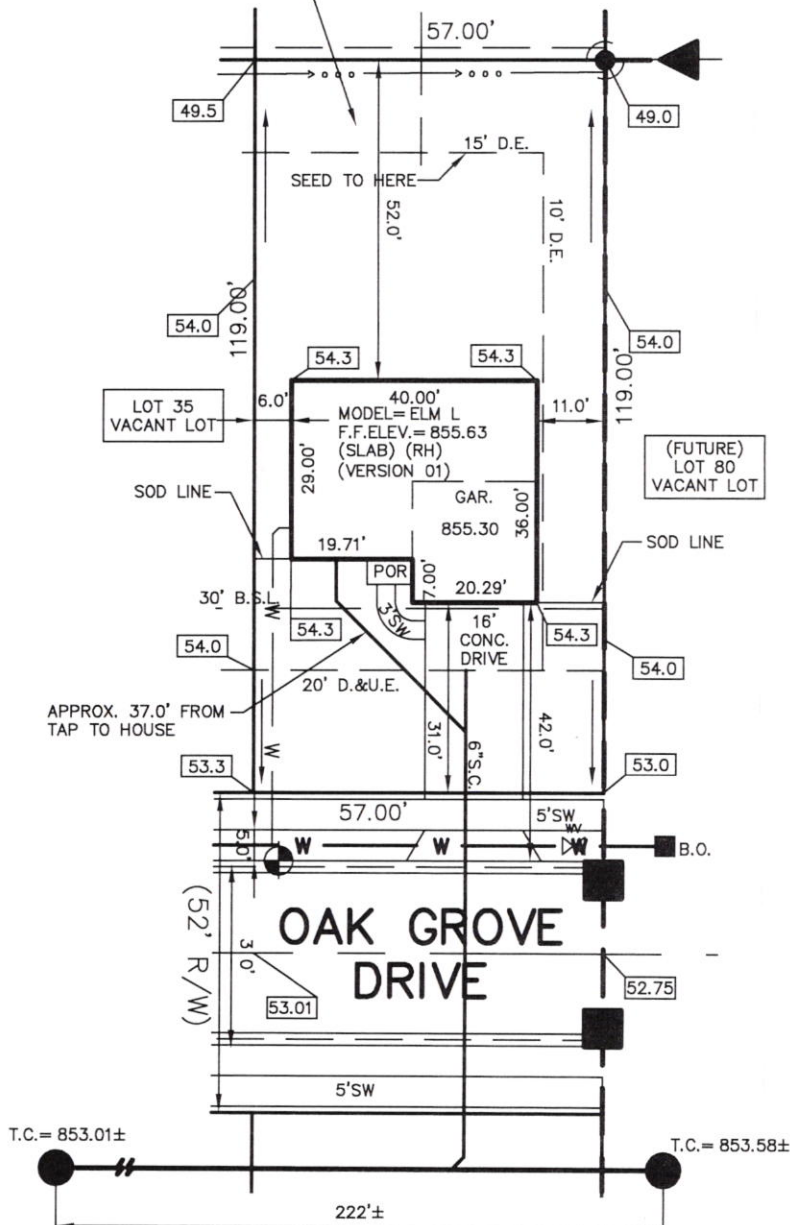 57.00'
49.5
49.0
15' D.E.
SEED TO HERE
52.0'
10' D.E.
119.00'
54.0
54.0
119.00'
54.3
54.3
LOT 35
VACANT LOT
6.0'
40.00'
11.0'
MODEL= ELM L
F.F.ELEV.= 855.63
(SLAB) (RH)
(VERSION 01)
29.00'
GAR.
855.30
36.00'
(FUTURE)
LOT 80
VACANT LOT
SOD LINE
SOD LINE
19.71'
POR
7.00'
20.29'
30' B.S.L.
W
3'SW
16'
CONC.
DRIVE
54.3
54.3
54.0
54.0
20' D.&U.E.
APPROX. 37.0' FROM
TAP TO HOUSE
W
31.0'
6"S.C.
42.0'
53.3
53.0
57.00'
5'SW
5.0'
W
W
WV
W
B.O.
(52' R/W)
OAK GROVE
DRIVE
3 0'
53.01
52.75
5'SW
T.C.= 853.01±
T.C.= 853.58±
222'±